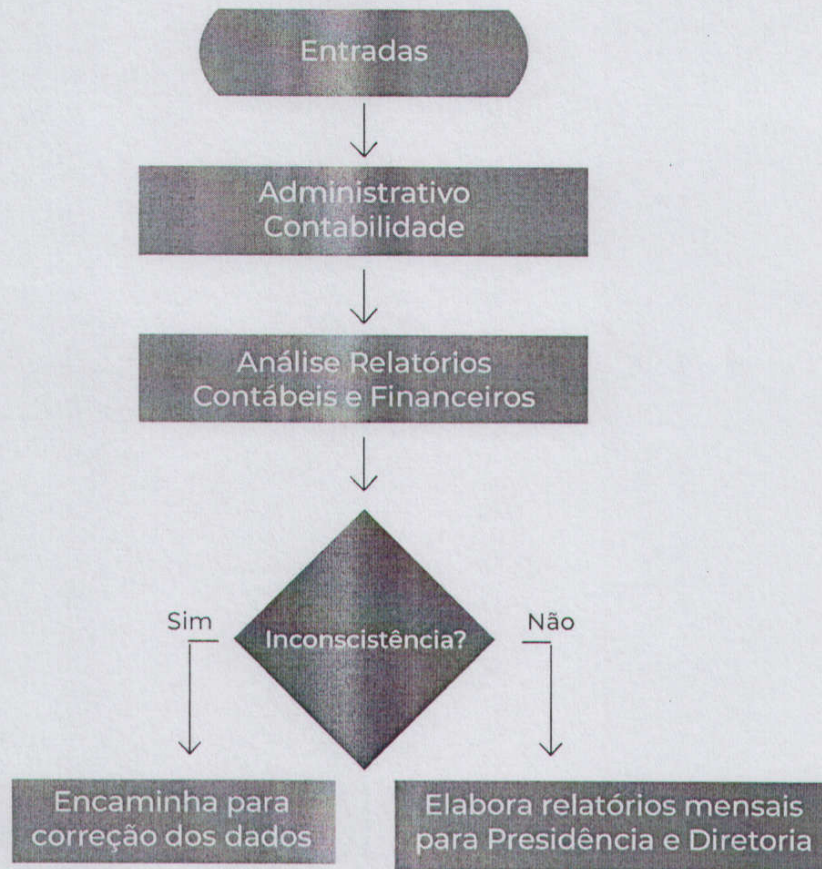 Entradas
Administrativo
Contabilidade
Análise Relatórios
Contábeis e Financeiros
Inconscistência?
Sim
Não
Encaminha para
correção dos dados
Elabora relatórios mensais
para Presidência e Diretoria